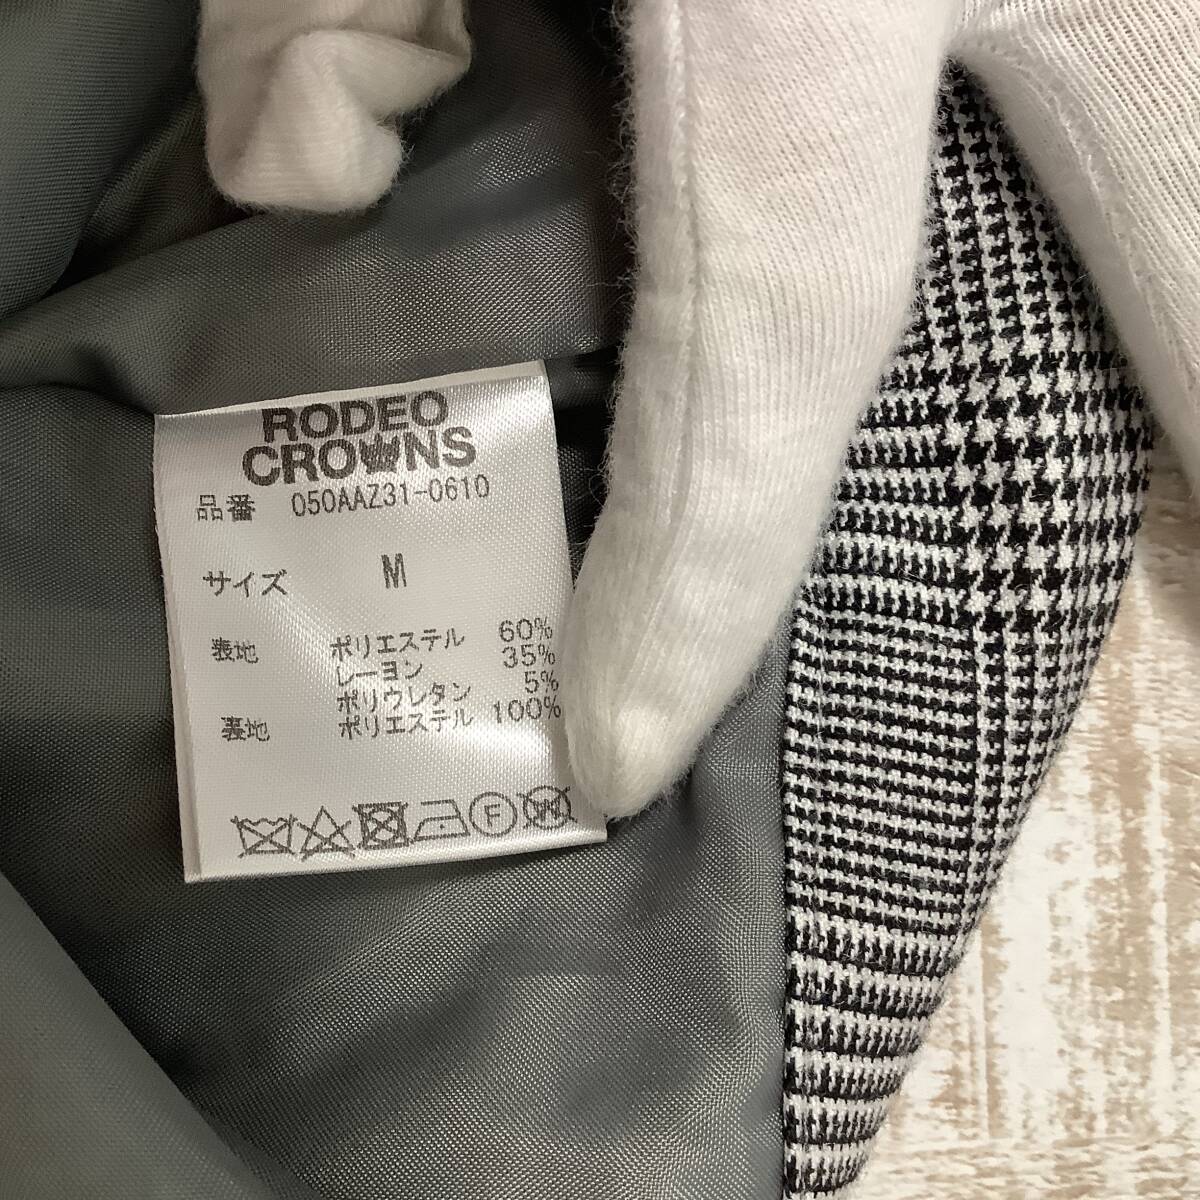 RODEO
CROWNS
品番 050AAZ31-0610
サイズ M
表地 ポリエステル 60%
レーヨン 35%
ポリウレタン 5%
裏地 ポリエステル 100%
F
W